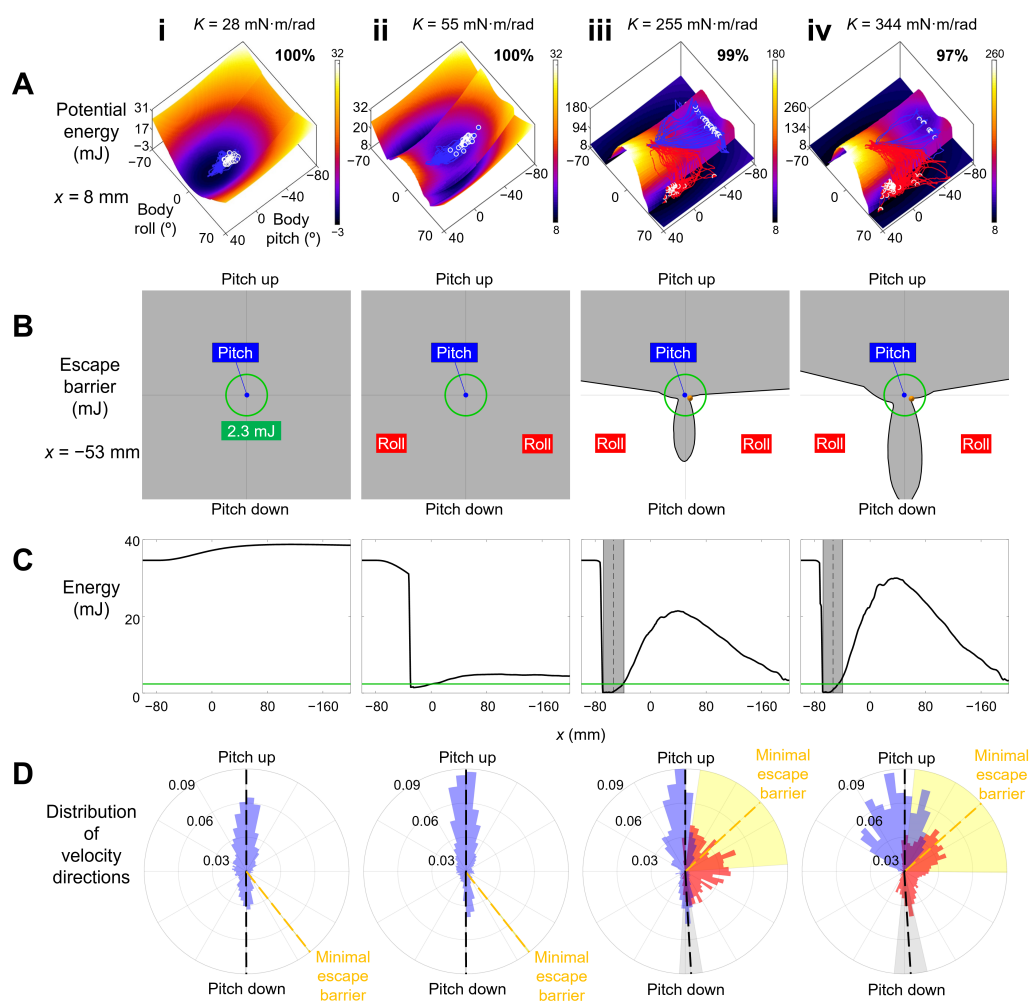 i K = 28 mN·m/rad
100%
ii K = 55 mN·m/rad
100%
iii K = 255 mN·m/rad
99%
iv K = 344 mN·m/rad
97%
A
Potential
energy
(mJ)
x = 8 mm
31
17
−3
−70
0
70
40
0
−40
−80
Body
roll (º)
Body
pitch (º)
32
−3
32
20
8
−70
0
70
40
0
−40
−80
32
8
180
94
8
−70
0
70
40
0
−40
−80
180
8
260
134
8
−70
0
70
40
0
−40
−80
260
8
B
Escape
barrier
(mJ)
x = −53 mm
Pitch up
Pitch
2.3 mJ
Pitch down
Pitch up
Pitch
Roll
Roll
Pitch down
Pitch up
Pitch
Roll
Roll
Pitch down
Pitch up
Pitch
Roll
Roll
Pitch down
C
Energy
(mJ)
40
20
0
−80
0
−80
−160
−80
0
−80
−160
−80
0
−80
−160
−80
0
−80
−160
x (mm)
D
Distribution
of
velocity
directions
Pitch up
0.09
0.06
0.03
Minimal
escape
barrier
Pitch down
Pitch up
0.09
0.06
0.03
Minimal
escape
barrier
Pitch down
Pitch up
Minimal
escape
barrier
0.09
0.06
0.03
Pitch down
Pitch up
Minimal
escape
barrier
0.09
0.06
0.03
Pitch down